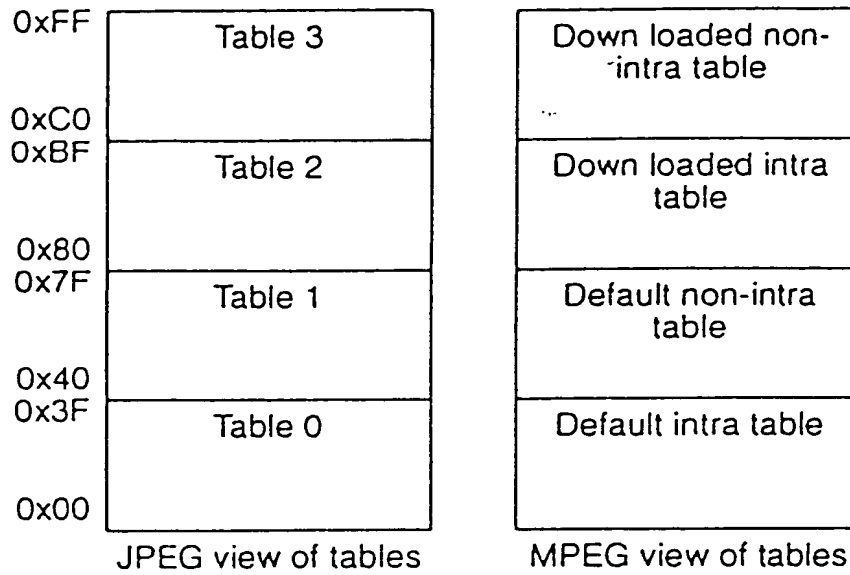 0xFF
Table 3
0xC0
0xBF
Table 2
0x80
0x7F
Table 1
0x40
0x3F
Table 0
0x00
JPEG view of tables
Down loaded non-
intra table
Down loaded intra
table
Default non-intra
table
Default intra table
MPEG view of tables